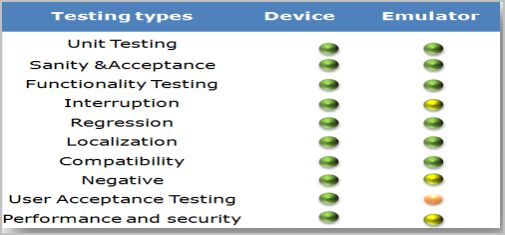 Testing types Device Emulator
Unit Testing
Sanity &Acceptance
Functionality Testing
Interruption
Regression
Localization
Compatibility
Negative
User Acceptance Testing
Performance and security